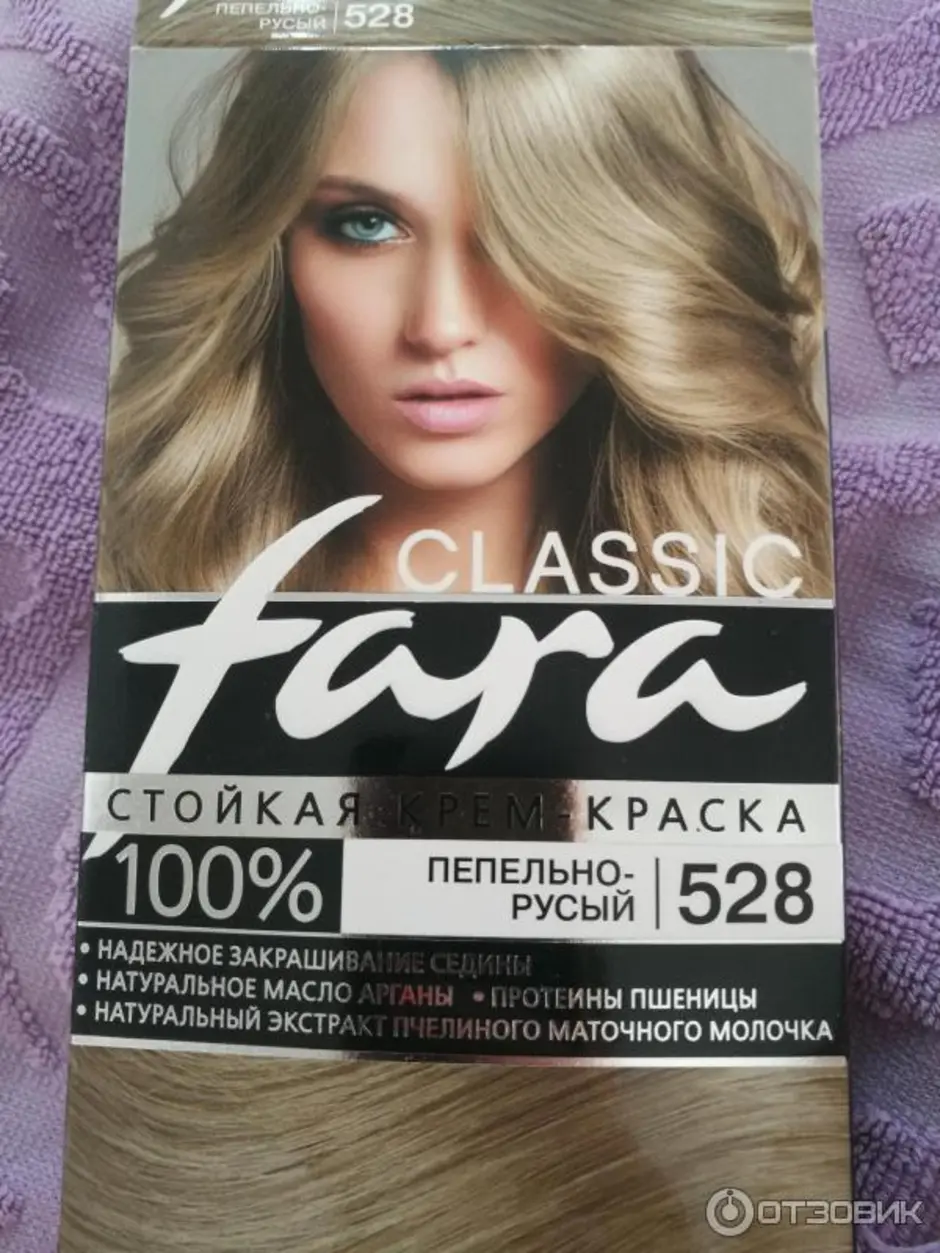 ПЕПЕЛЬНО-
РУСЫЙ 528
CLASSIC
fara
СТОЙКАЯ КРЕМ-КРАСКА
100%
ПЕПЕЛЬНО-
РУСЫЙ 528
• НАДЕЖНОЕ ЗАКРАШИВАНИЕ СЕДИНЫ
• НАТУРАЛЬНОЕ МАСЛО АРГАНЫ • ПРОТЕИНЫ ПШЕНИЦЫ
• НАТУРАЛЬНЫЙ ЭКСТРАКТ ПЧЕЛИНОГО МАТОЧНОГО МОЛОЧКА
ОТЗОВИК